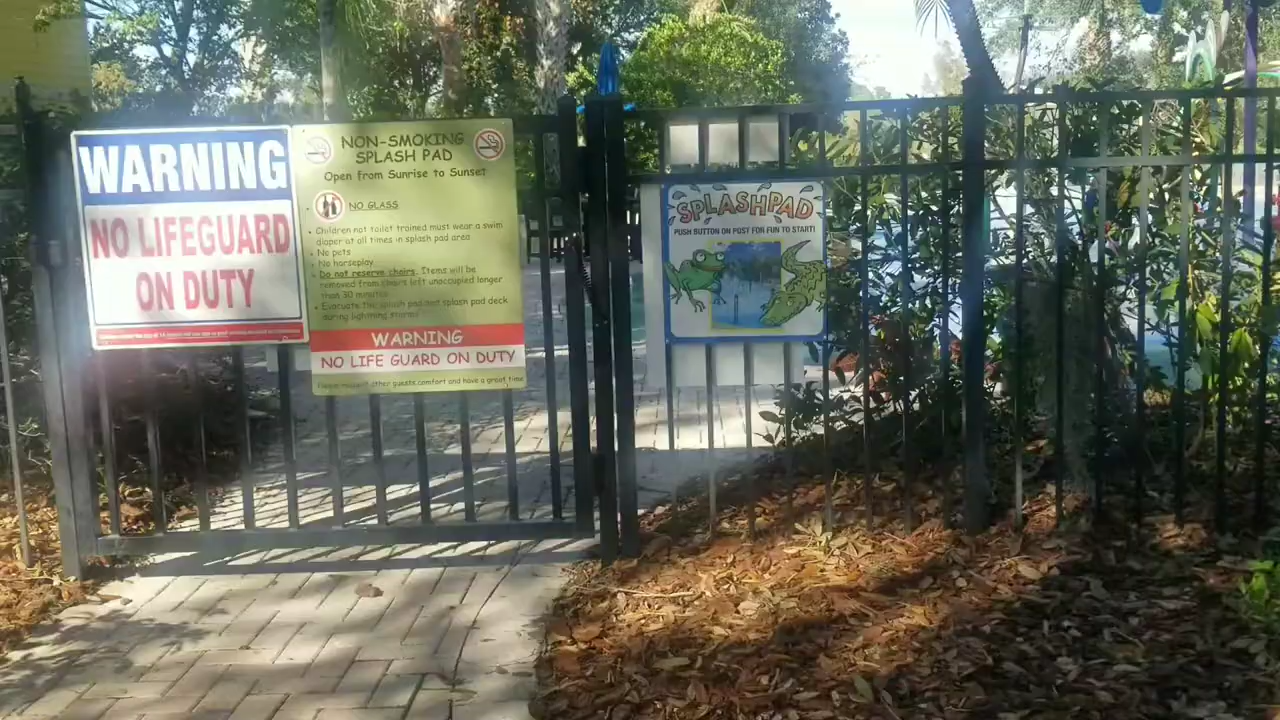 WARNING
NO LIFEGUARD
ON DUTY
NON-SMOKING
SPLASH PAD
Open from Sunrise to Sunset
NO GLASS
• Children not toilet trained must wear a swim
diaper at all times in splash pad area
• No pets
• No horseplay
• Do not reserve chairs. Items will be
removed from chairs left unoccupied longer
than 30 minutes
• Evacuate the splash pad and splash pad deck
during lightning storms
WARNING
NO LIFE GUARD ON DUTY
Please respect other guests comfort and have a great time
SPLASHPAD
PUSH BUTTON ON POST FOR FUN TO START!